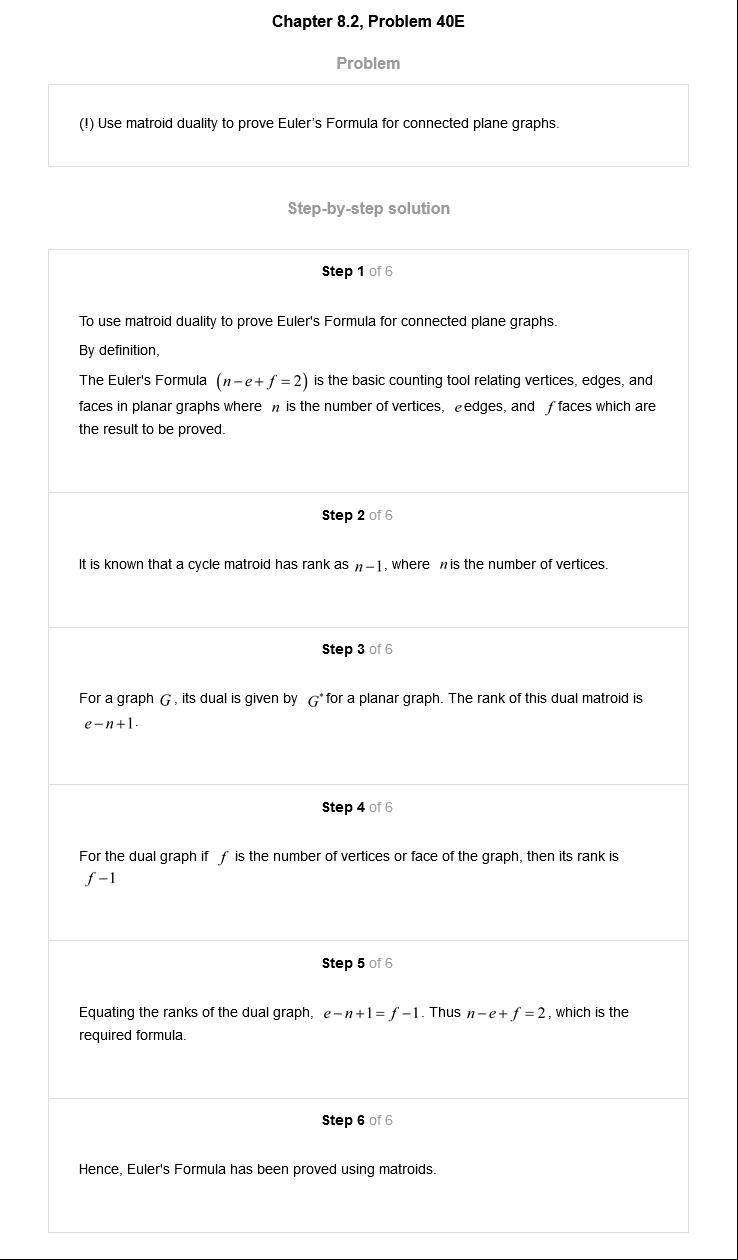 Chapter 8.2, Problem 40E
Problem
(!) Use matroid duality to prove Euler's Formula for connected plane graphs.
Step-by-step solution
Step 1 of 6
To use matroid duality to prove Euler's Formula for connected plane graphs.
By definition,
The Euler's Formula (n−e+f=2) is the basic counting tool relating vertices, edges, and
faces in planar graphs where n is the number of vertices, e edges, and f faces which are
the result to be proved.
Step 2 of 6
It is known that a cycle matroid has rank as n−1, where n is the number of vertices.
Step 3 of 6
For a graph G, its dual is given by G* for a planar graph. The rank of this dual matroid is
e−n+1.
Step 4 of 6
For the dual graph if f is the number of vertices or face of the graph, then its rank is
f−1
Step 5 of 6
Equating the ranks of the dual graph, e−n+1=f−1. Thus n−e+f=2, which is the
required formula.
Step 6 of 6
Hence, Euler's Formula has been proved using matroids.